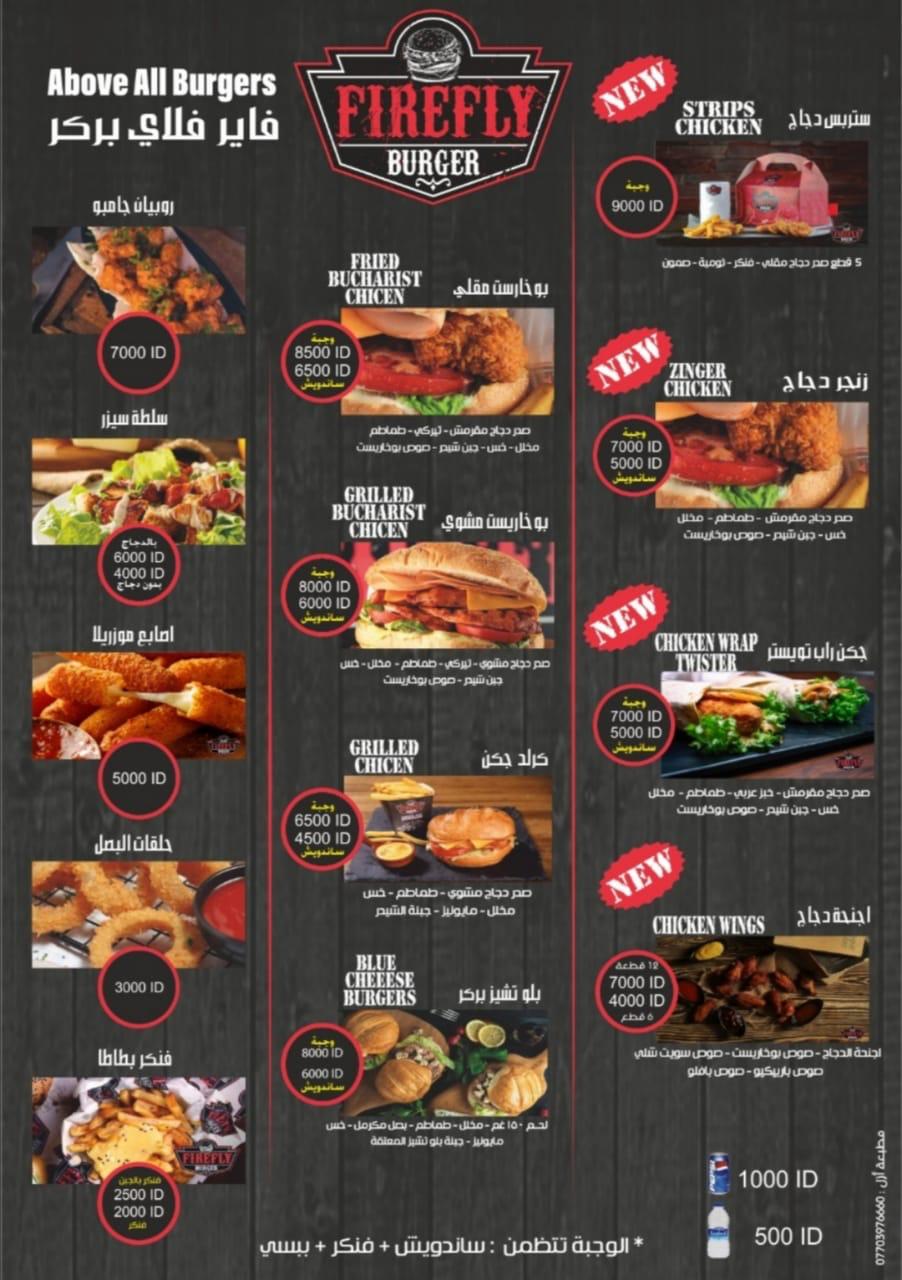 Above All Burgers
فاير فلاي بركر
FIREFLY
BURGER
روبيان جامبو
7000 ID
سلطة سيزر
بالدجاج
6000 ID
4000 ID
بدون دجاج
اصابع موزريلا
5000 ID
حلقات البصل
3000 ID
فنكر بطاطا
FIREFLY
BURGER
فنكر بالجبن
2500 ID
2000 ID
فنكر
FRIED
BUCHARIST
CHICEN
بوخارست مقلي
وجبة
8500 ID
6500 ID
ساندويش
صدر دجاج مقرمش - تيركي - طماطم
مخلل - خس - جبن شيدر - صوص بوخاريست
GRILLED
BUCHARIST
CHICEN
بوخاريست مشوي
وجبة
8000 ID
6000 ID
ساندويش
صدر دجاج مشوي - تيركي - طماطم - مخلل - خس
جبن شيدر - صوص بوخاريست
GRILLED
CHICEN
كرلد جكن
وجبة
6500 ID
4500 ID
ساندويش
صدر دجاج مشوي - طماطم - خس
مخلل - مايونيز - جبنة الشيدر
BLUE
CHEEESE
BURGERS
بلو تشيز بركر
وجبة
8000 ID
6000 ID
ساندويش
لحم ١٥٠ غم - مخلل - طماطم - بصل مكرمل - خس
مايونيز - جبنة بلو تشيز المعتقة
NEW
STRIPS
CHICKEN
ستربس دجاج
وجبة
9000 ID
5 قطع صدر دجاج مقلي - فنكر - ثومية - صمون
NEW
ZINGER
CHICKEN
زنجر دجاج
وجبة
7000 ID
5000 ID
ساندويش
صدر دجاج مقرمش - طماطم - مخلل
خس - جبن شيدر - صوص بوخاريست
NEW
CHICKEN WRAP
TWISTER
جكن راب تويستر
وجبة
7000 ID
5000 ID
ساندويش
صدر دجاج مقرمش - خبز عربي - طماطم - مخلل
خس - جبن شيدر - صوص بوخاريست
NEW
CHICKEN WINGS
اجنحة دجاج
12 قطعة
7000 ID
4000 ID
6 قطع
اجنحة الدجاج - صوص بوخاريست - صوص سويت شلي
صوص باربيكيو - صوص بافلو
PEPSI
1000 ID
500 ID
* الوجبة تتضمن : ساندويش + فنكر + ببسي
مطبعة أزل : 07703976660